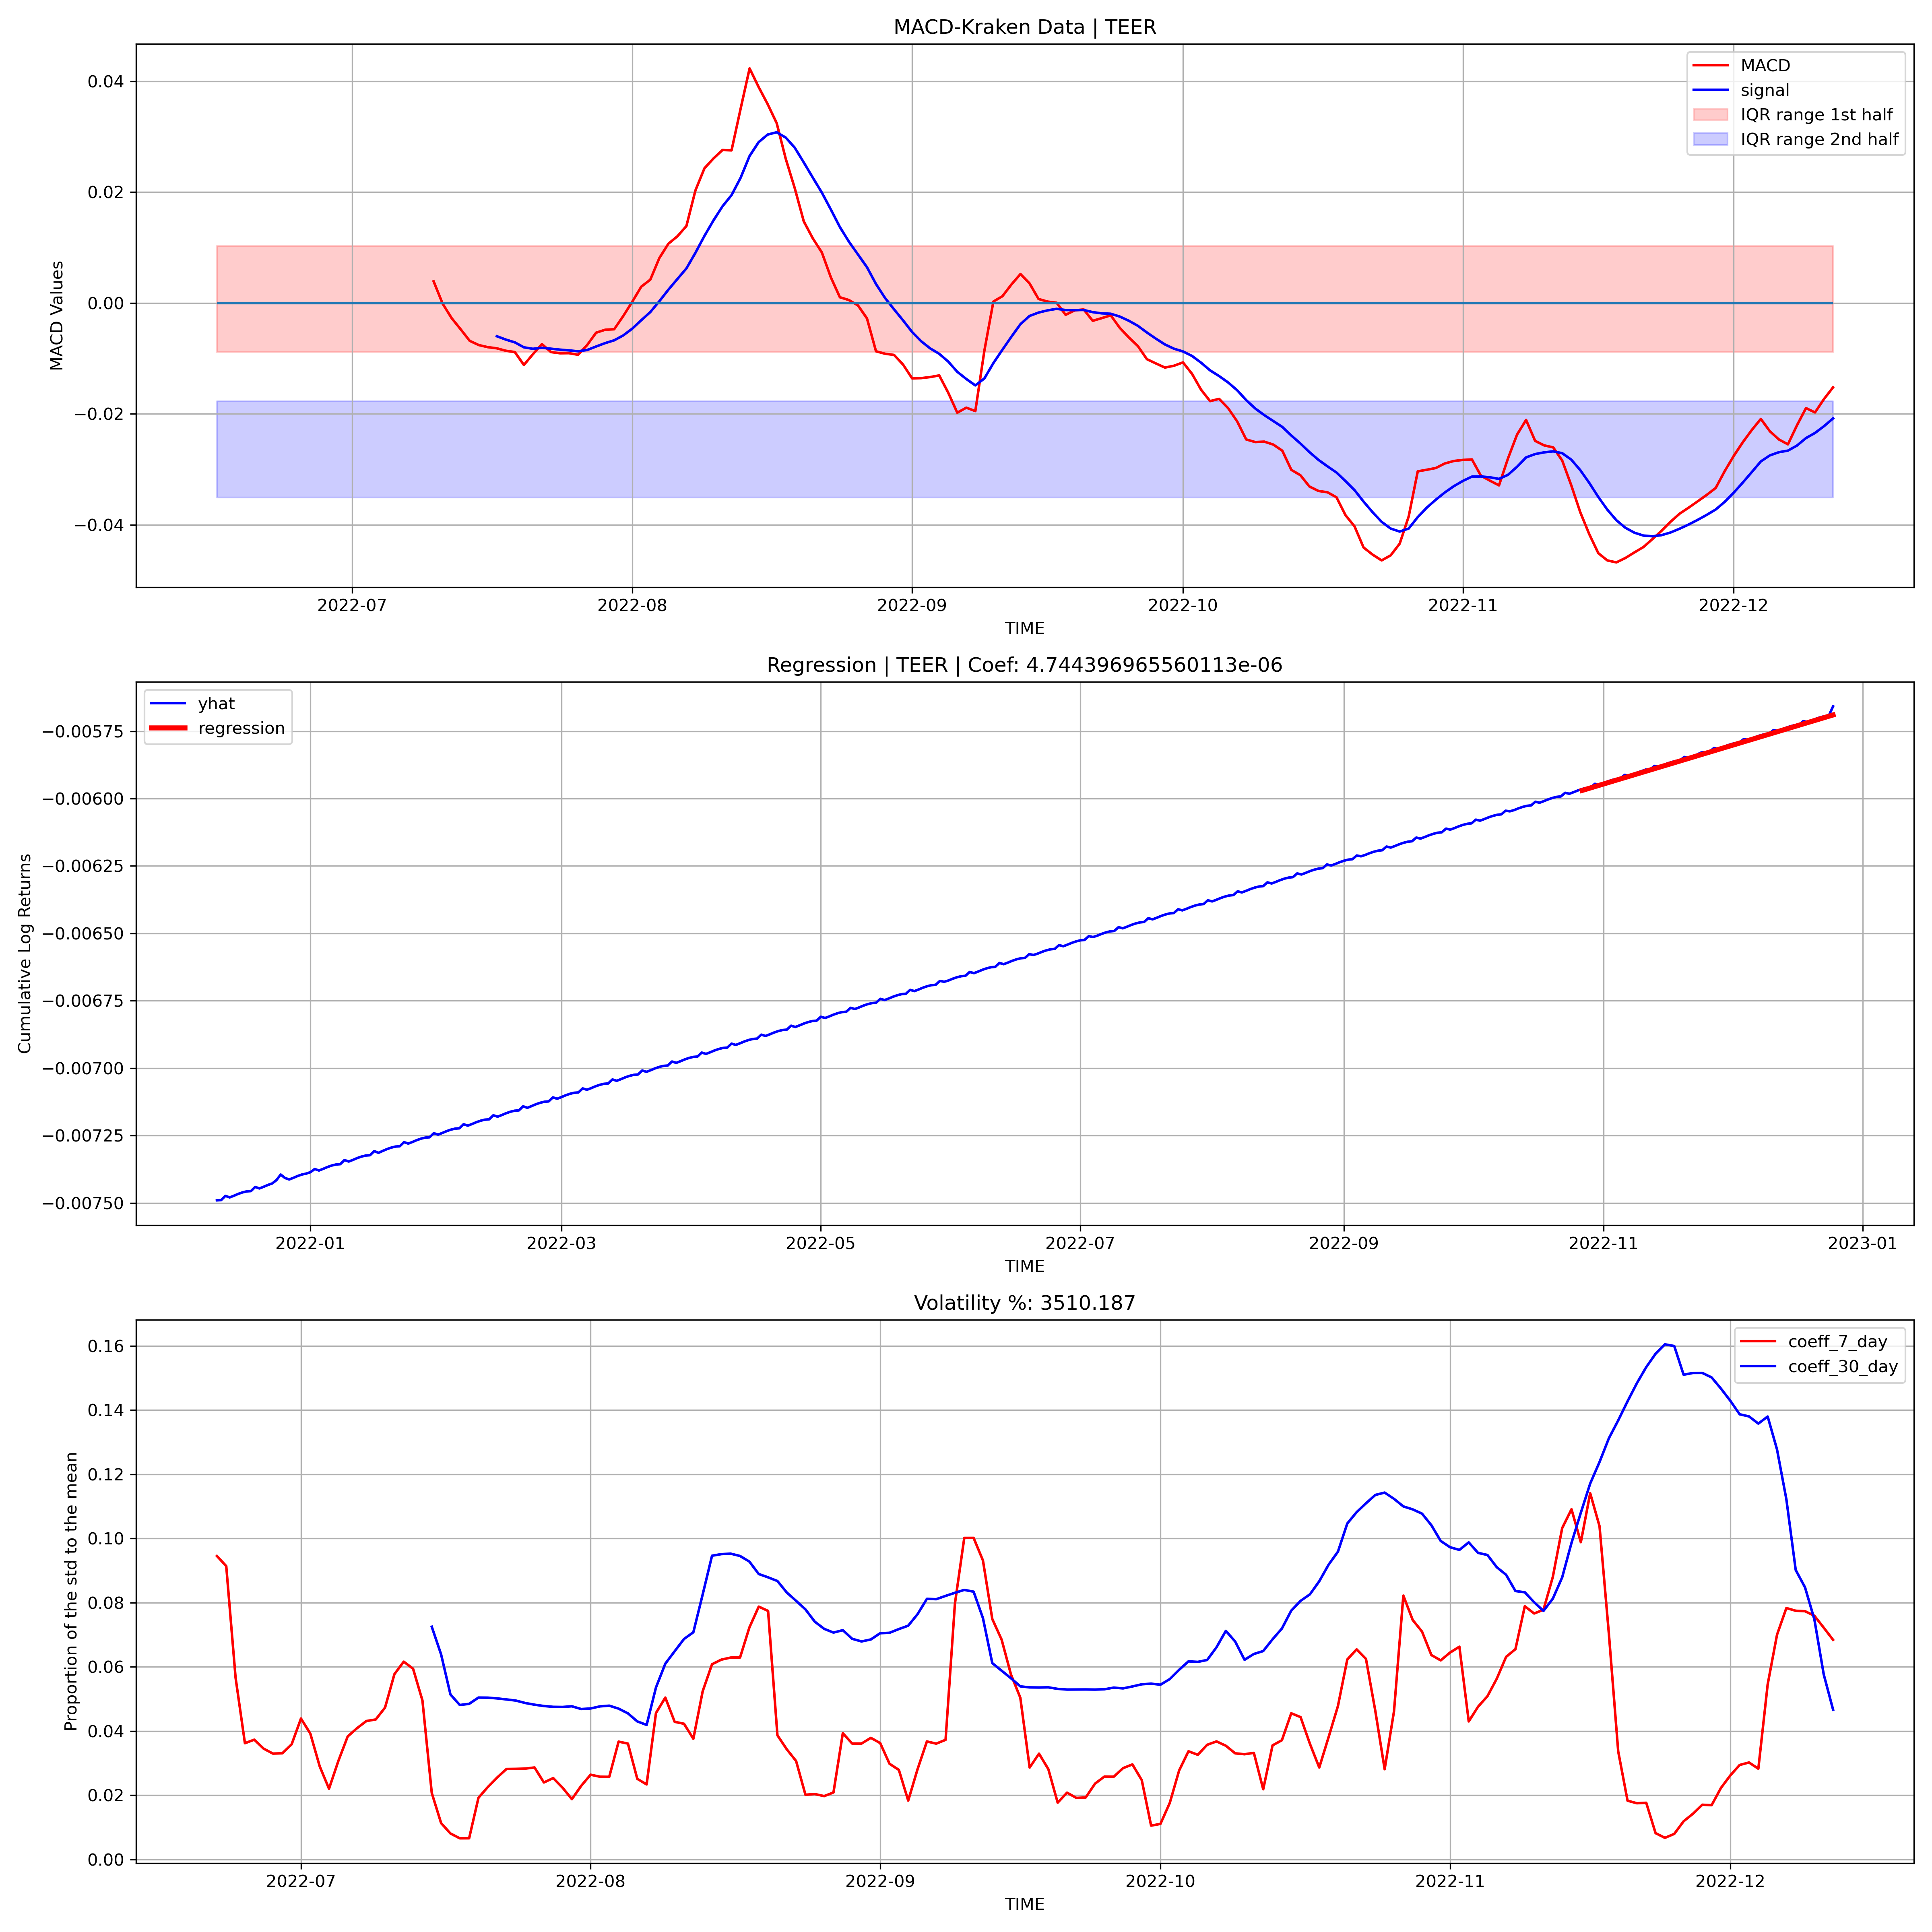 MACD-Kraken Data | TEER
MACD
signal
IQR range 1st half
IQR range 2nd half
0.04
0.02
0.00
−0.02
−0.04
MACD Values
2022-07 2022-08 2022-09 2022-10 2022-11 2022-12
TIME
Regression | TEER | Coef: 4.744396965560113e-06
yhat
regression
−0.00575
−0.00600
−0.00625
−0.00650
−0.00675
−0.00700
−0.00725
−0.00750
Cumulative Log Returns
2022-01 2022-03 2022-05 2022-07 2022-09 2022-11 2023-01
TIME
Volatility %: 3510.187
coeff_7_day
coeff_30_day
0.16
0.14
0.12
0.10
0.08
0.06
0.04
0.02
0.00
Proportion of the std to the mean
2022-07 2022-08 2022-09 2022-10 2022-11 2022-12
TIME